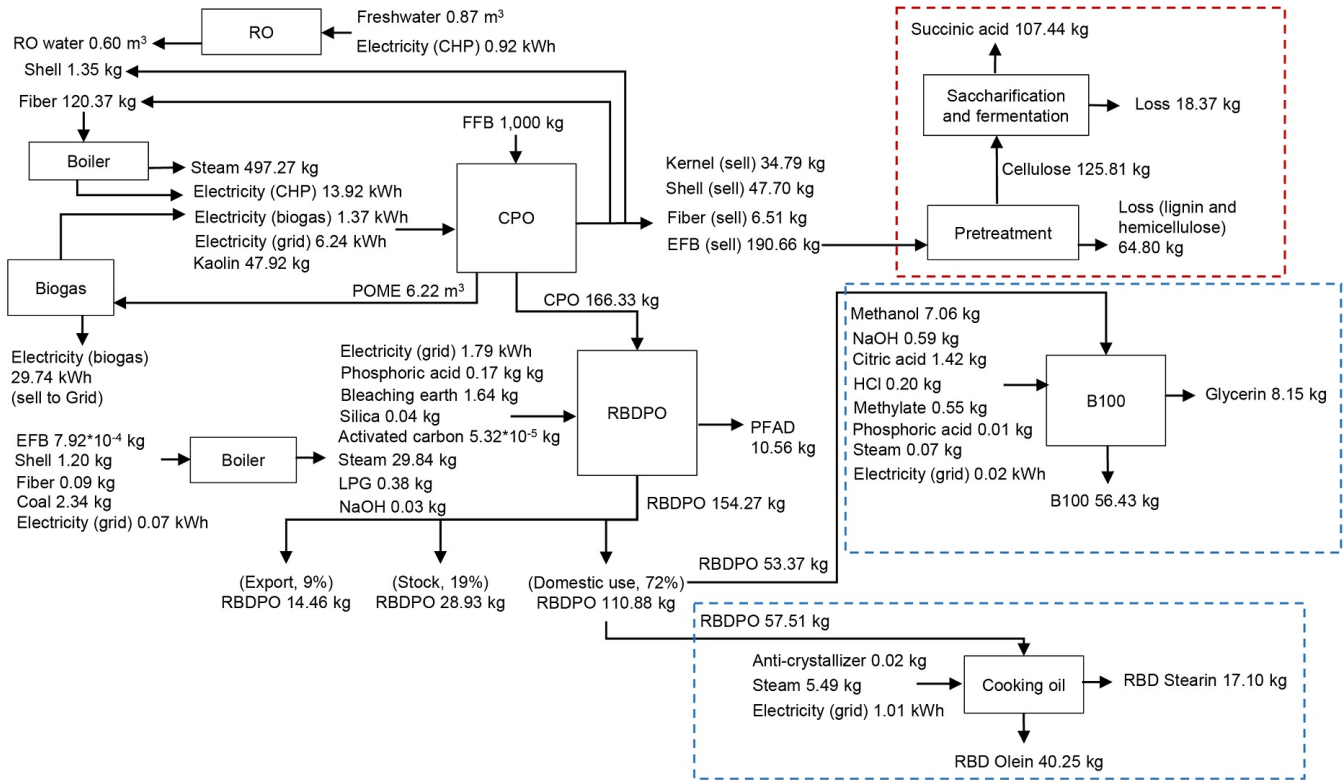 RO
Freshwater 0.87 m³
Electricity (CHP) 0.92 kWh
RO water 0.60 m³
Shell 1.35 kg
Fiber 120.37 kg
Boiler
Steam 497.27 kg
Electricity (CHP) 13.92 kWh
Electricity (biogas) 1.37 kWh
Electricity (grid) 6.24 kWh
Kaolin 47.92 kg
Biogas
Electricity (biogas)
29.74 kWh
(sell to Grid)
POME 6.22 m³
FFB 1,000 kg
CPO
Kernel (sell) 34.79 kg
Shell (sell) 47.70 kg
Fiber (sell) 6.51 kg
EFB (sell) 190.66 kg
Succinic acid 107.44 kg
Saccharification
and fermentation
Loss 18.37 kg
Cellulose 125.81 kg
Pretreatment
Loss (lignin and
hemicellulose)
64.80 kg
CPO 166.33 kg
Electricity (grid) 1.79 kWh
Phosphoric acid 0.17 kg kg
Bleaching earth 1.64 kg
Silica 0.04 kg
Activated carbon 5.32*10⁻⁵ kg
Steam 29.84 kg
LPG 0.38 kg
NaOH 0.03 kg
RBDPO
PFAD
10.56 kg
EFB 7.92*10⁻⁴ kg
Shell 1.20 kg
Fiber 0.09 kg
Coal 2.34 kg
Electricity (grid) 0.07 kWh
Boiler
RBDPO 154.27 kg
(Export, 9%)
RBDPO 14.46 kg
(Stock, 19%)
RBDPO 28.93 kg
(Domestic use, 72%)
RBDPO 110.88 kg
RBDPO 53.37 kg
Methanol 7.06 kg
NaOH 0.59 kg
Citric acid 1.42 kg
HCl 0.20 kg
Methylate 0.55 kg
Phosphoric acid 0.01 kg
Steam 0.07 kg
Electricity (grid) 0.02 kWh
B100
Glycerin 8.15 kg
B100 56.43 kg
RBDPO 57.51 kg
Anti-crystallizer 0.02 kg
Steam 5.49 kg
Electricity (grid) 1.01 kWh
Cooking oil
RBD Stearin 17.10 kg
RBD Olein 40.25 kg